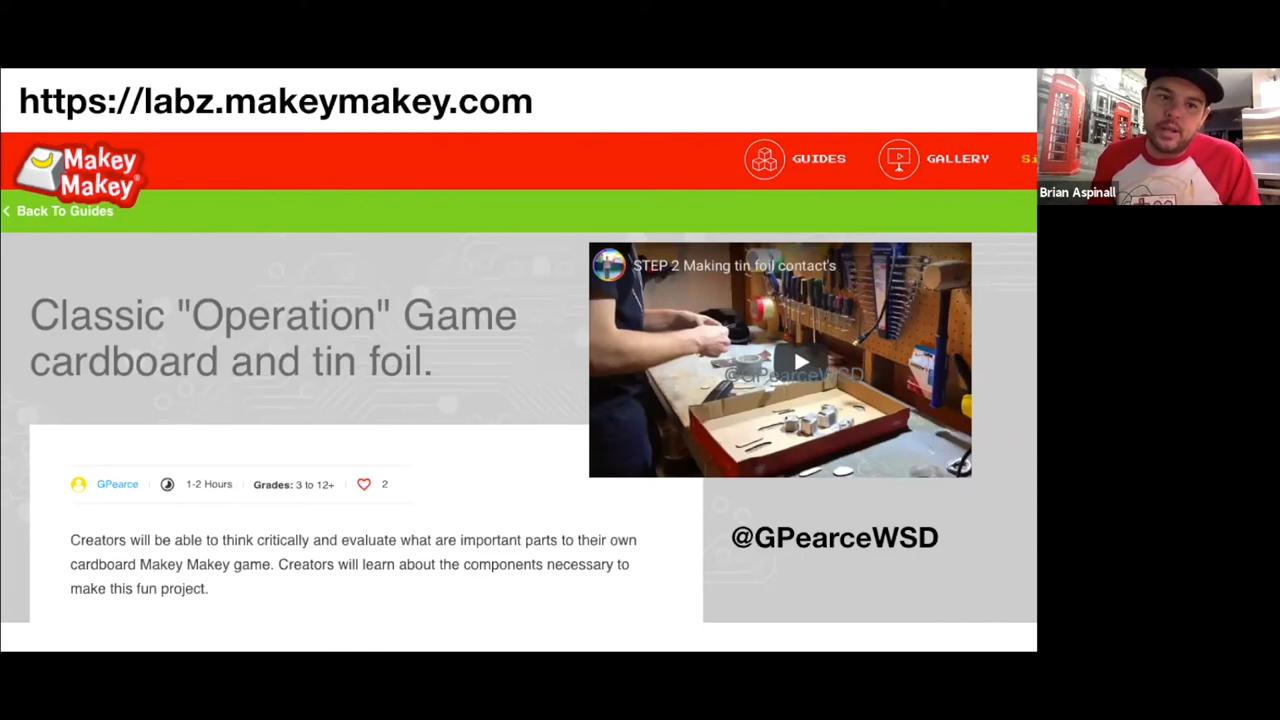 https://labz.makeymakey.com
Makey
Makey
GUIDES
GALLERY
Back To Guides
Brian Aspinall
Classic "Operation" Game
cardboard and tin foil.
STEP 2 Making tin foil contact's
@GPearceWSD
GPearce
1-2 Hours
Grades: 3 to 12+
2
@GPearceWSD
Creators will be able to think critically and evaluate what are important parts to their own
cardboard Makey Makey game. Creators will learn about the components necessary to
make this fun project.